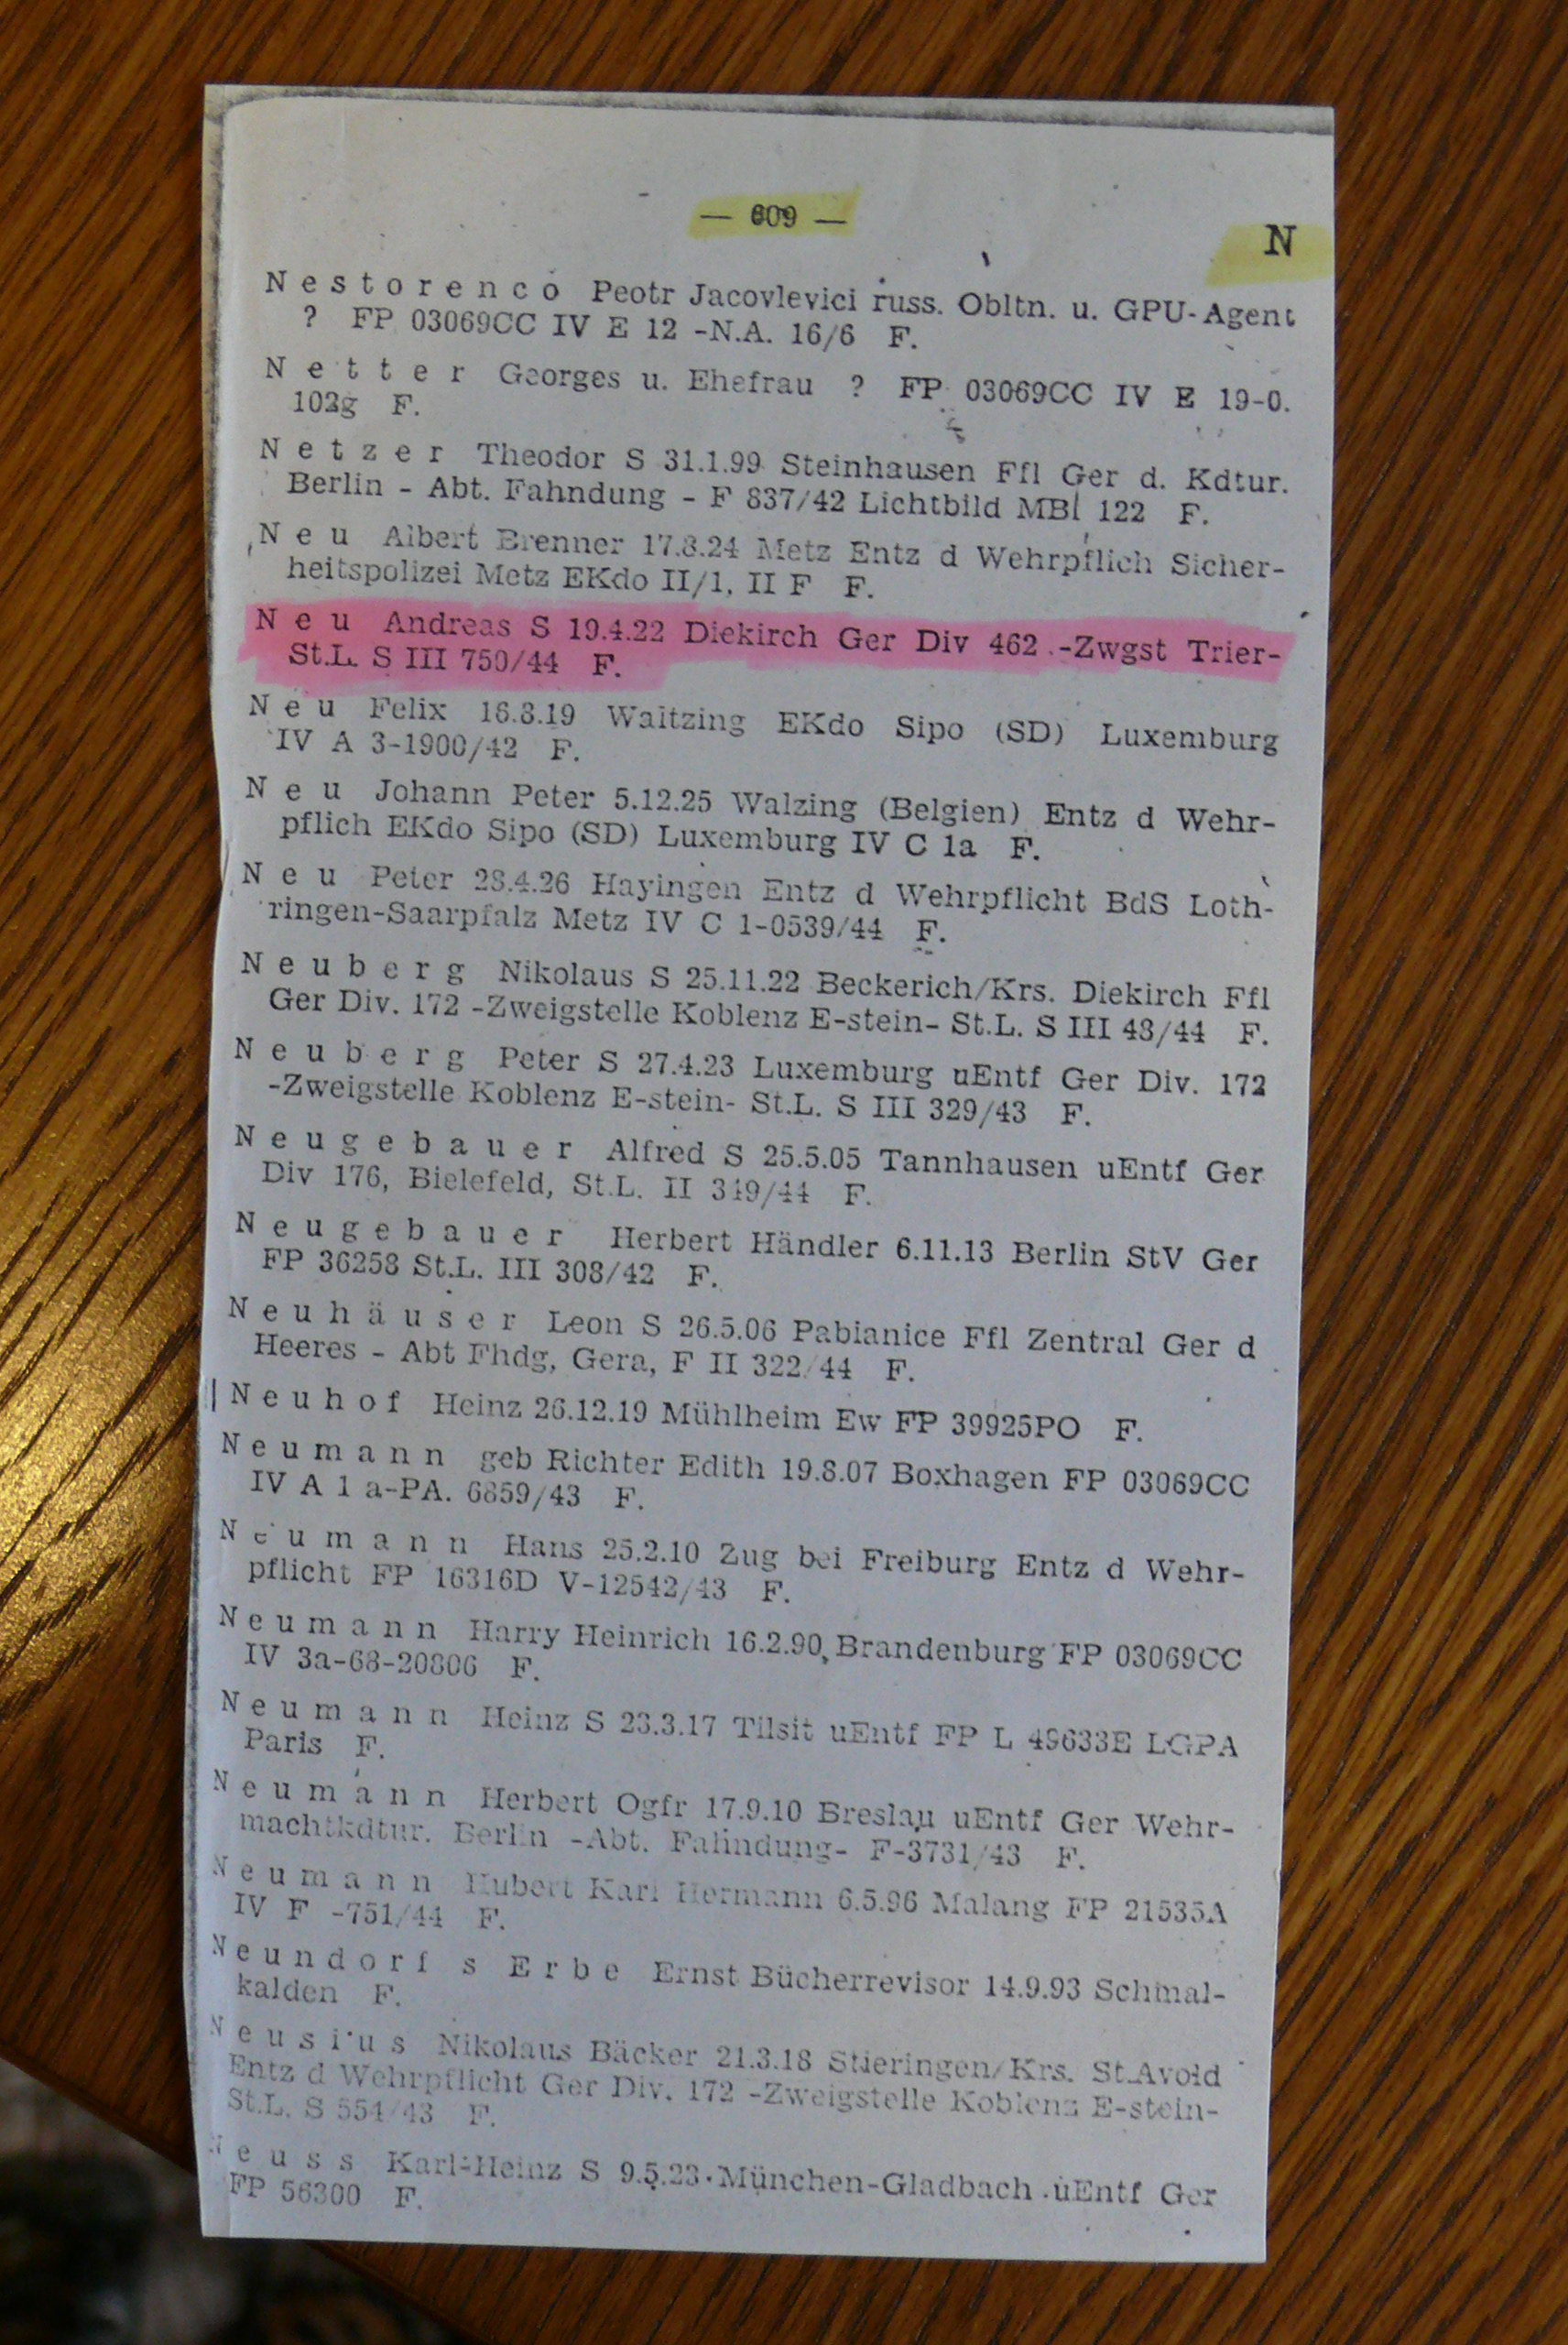 — 609 —
N
Nestorenco Peotr Jacovlevici russ. Obltn. u. GPU-Agent
? FP 03069CC IV E 12 -N.A. 16/6 F.
Netter Georges u. Ehefrau ? FP 03069CC IV E 19-0.
102g F.
Netzer Theodor S 31.1.99 Steinhausen Ffl Ger d. Kdtur.
Berlin - Abt. Fahndung - F 837/42 Lichtbild MBl 122 F.
Neu Albert Brenner 17.8.24 Metz Entz d Wehrpflich Sicher-
heitspolizei Metz EKdo II/1, II F F.
Neu Andreas S 19.4.22 Diekirch Ger Div 462 -Zwgst Trier-
St.L. S III 750/44 F.
Neu Felix 16.8.19 Waltzing EKdo Sipo (SD) Luxemburg
IV A 3-1900/42 F.
Neu Johann Peter 5.12.25 Walzing (Belgien) Entz d Wehr-
pflich EKdo Sipo (SD) Luxemburg IV C 1a F.
Neu Peter 28.4.26 Hayingen Entz d Wehrpflicht BdS Loth-
ringen-Saarpfalz Metz IV C 1-0539/44 F.
Neuberg Nikolaus S 25.11.22 Beckerich/Krs. Diekirch Ffl
Ger Div. 172 -Zweigstelle Koblenz E-stein- St.L. S III 48/44 F.
Neuberg Peter S 27.4.23 Luxemburg uEntf Ger Div. 172
-Zweigstelle Koblenz E-stein- St.L. S III 329/43 F.
Neugebauer Alfred S 25.5.05 Tannhausen uEntf Ger
Div 176, Bielefeld, St.L. II 349/44 F.
Neugebauer Herbert Händler 6.11.13 Berlin StV Ger
FP 36258 St.L. III 308/42 F.
Neuhäuser Leon S 26.5.06 Pabianice Ffl Zentral Ger d
Heeres - Abt Fhdg, Gera, F II 322/44 F.
Neuhof Heinz 26.12.19 Mühlheim Ew FP 39925PO F.
Neumann geb Richter Edith 19.8.07 Boxhagen FP 03069CC
IV A 1 a-PA. 6859/43 F.
Neumann Hans 25.2.10 Zug bei Freiburg Entz d Wehr-
pflicht FP 16316D V-12542/43 F.
Neumann Harry Heinrich 16.2.90 Brandenburg FP 03069CC
IV 3a-68-20806 F.
Neumann Heinz S 23.3.17 Tilsit uEntf FP L 49633E LGPA
Paris F.
Neumann Herbert Ogfr 17.9.10 Breslau uEntf Ger Wehr-
machtkdtur. Berlin -Abt. Fahndung- F-3731/43 F.
Neumann Hubert Karl Hermann 6.5.96 Malang FP 21535A
IV F -751/44 F.
Neundorfs Erbe Ernst Bücherrevisor 14.9.93 Schmal-
kalden F.
Neusius Nikolaus Bäcker 21.3.18 Stieringen/Krs. St.Avold
Entz d Wehrpflicht Ger Div. 172 -Zweigstelle Koblenz E-stein-
St.L. S 554/43 F.
Neuss Karl-Heinz S 9.5.23 München-Gladbach uEntf Ger
FP 56300 F.